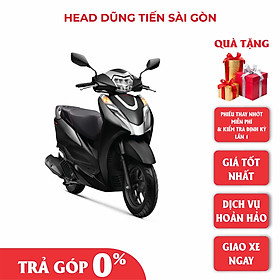 HEAD DŨNG TIẾN SÀI GÒN
QUÀ TẶNG
PHIẾU THAY NHỚT
MIỄN PHÍ
& KIỂM TRA ĐỊNH KỲ
LẦN 1
GIÁ TỐT
NHẤT
DỊCH VỤ
HOÀN HẢO
GIAO XE
NGAY
TRẢ GÓP 0%